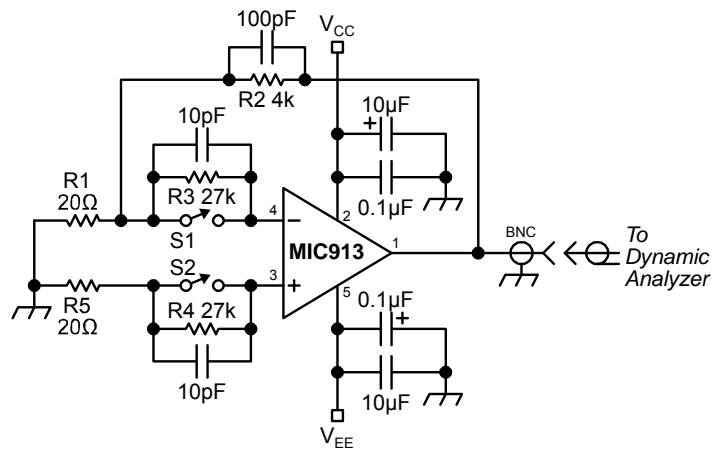 100pF
VCC
R2 4k
10pF
10µF
+
R1
20Ω
R3 27k
0.1µF
S1
4
−
2
MIC913
1
BNC
To
Dynamic
Analyzer
S2
3
+
5
R5
20Ω
R4 27k
0.1µF
+
10pF
10µF
VEE